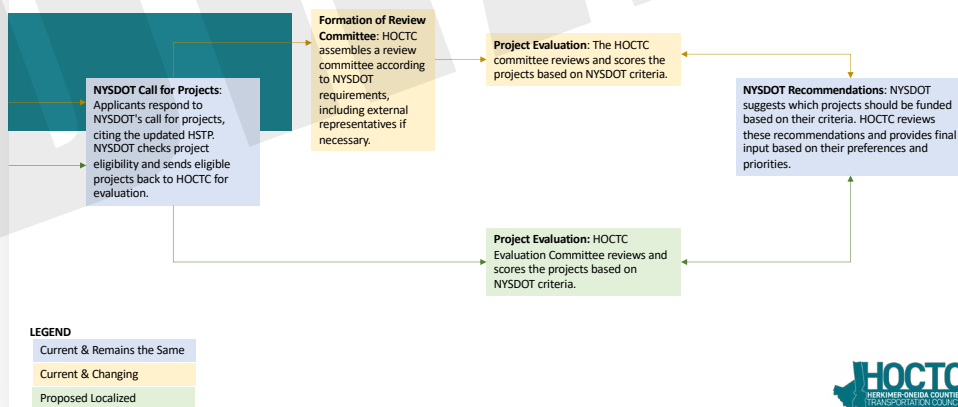 Formation of Review
Committee: HOCTC
assembles a review
committee according
to NYSDOT
requirements,
including external
representatives if
necessary.
Project Evaluation: The HOCTC
committee reviews and scores the
projects based on NYSDOT criteria.
NYSDOT Call for Projects:
Applicants respond to
NYSDOT's call for projects,
citing the updated HSTP.
NYSDOT checks project
eligibility and sends eligible
projects back to HOCTC for
evaluation.
NYSDOT Recommendations: NYSDOT
suggests which projects should be funded
based on their criteria. HOCTC reviews
these recommendations and provides final
input based on their preferences and
priorities.
Project Evaluation: HOCTC
Evaluation Committee reviews and
scores the projects based on
NYSDOT criteria.
LEGEND
Current & Remains the Same
Current & Changing
Proposed Localized
HOCTC
HERKIMER-ONEIDA COUNTIE
TRANSPORTATION COUNC